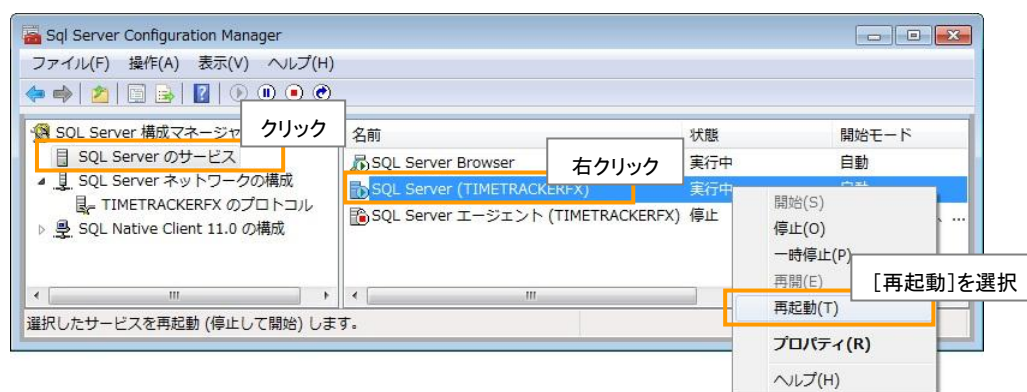 Sql Server Configuration Manager
ファイル(F) 操作(A) 表示(V) ヘルプ(H)
クリック
SQL Server 構成マネージャ
SQL Server のサービス
SQL Server ネットワークの構成
TIMETRACKERFX のプロトコル
SQL Native Client 11.0 の構成
名前 状態 開始モード
SQL Server Browser 実行中 自動
右クリック
SQL Server (TIMETRACKERFX) 実行中
SQL Server エージェント (TIMETRACKERFX) 停止 、...
開始(S)
停止(O)
一時停止(P)
再開(E)
[再起動]を選択
再起動(T)
プロパティ(R)
ヘルプ(H)
選択したサービスを再起動 (停止して開始) します。